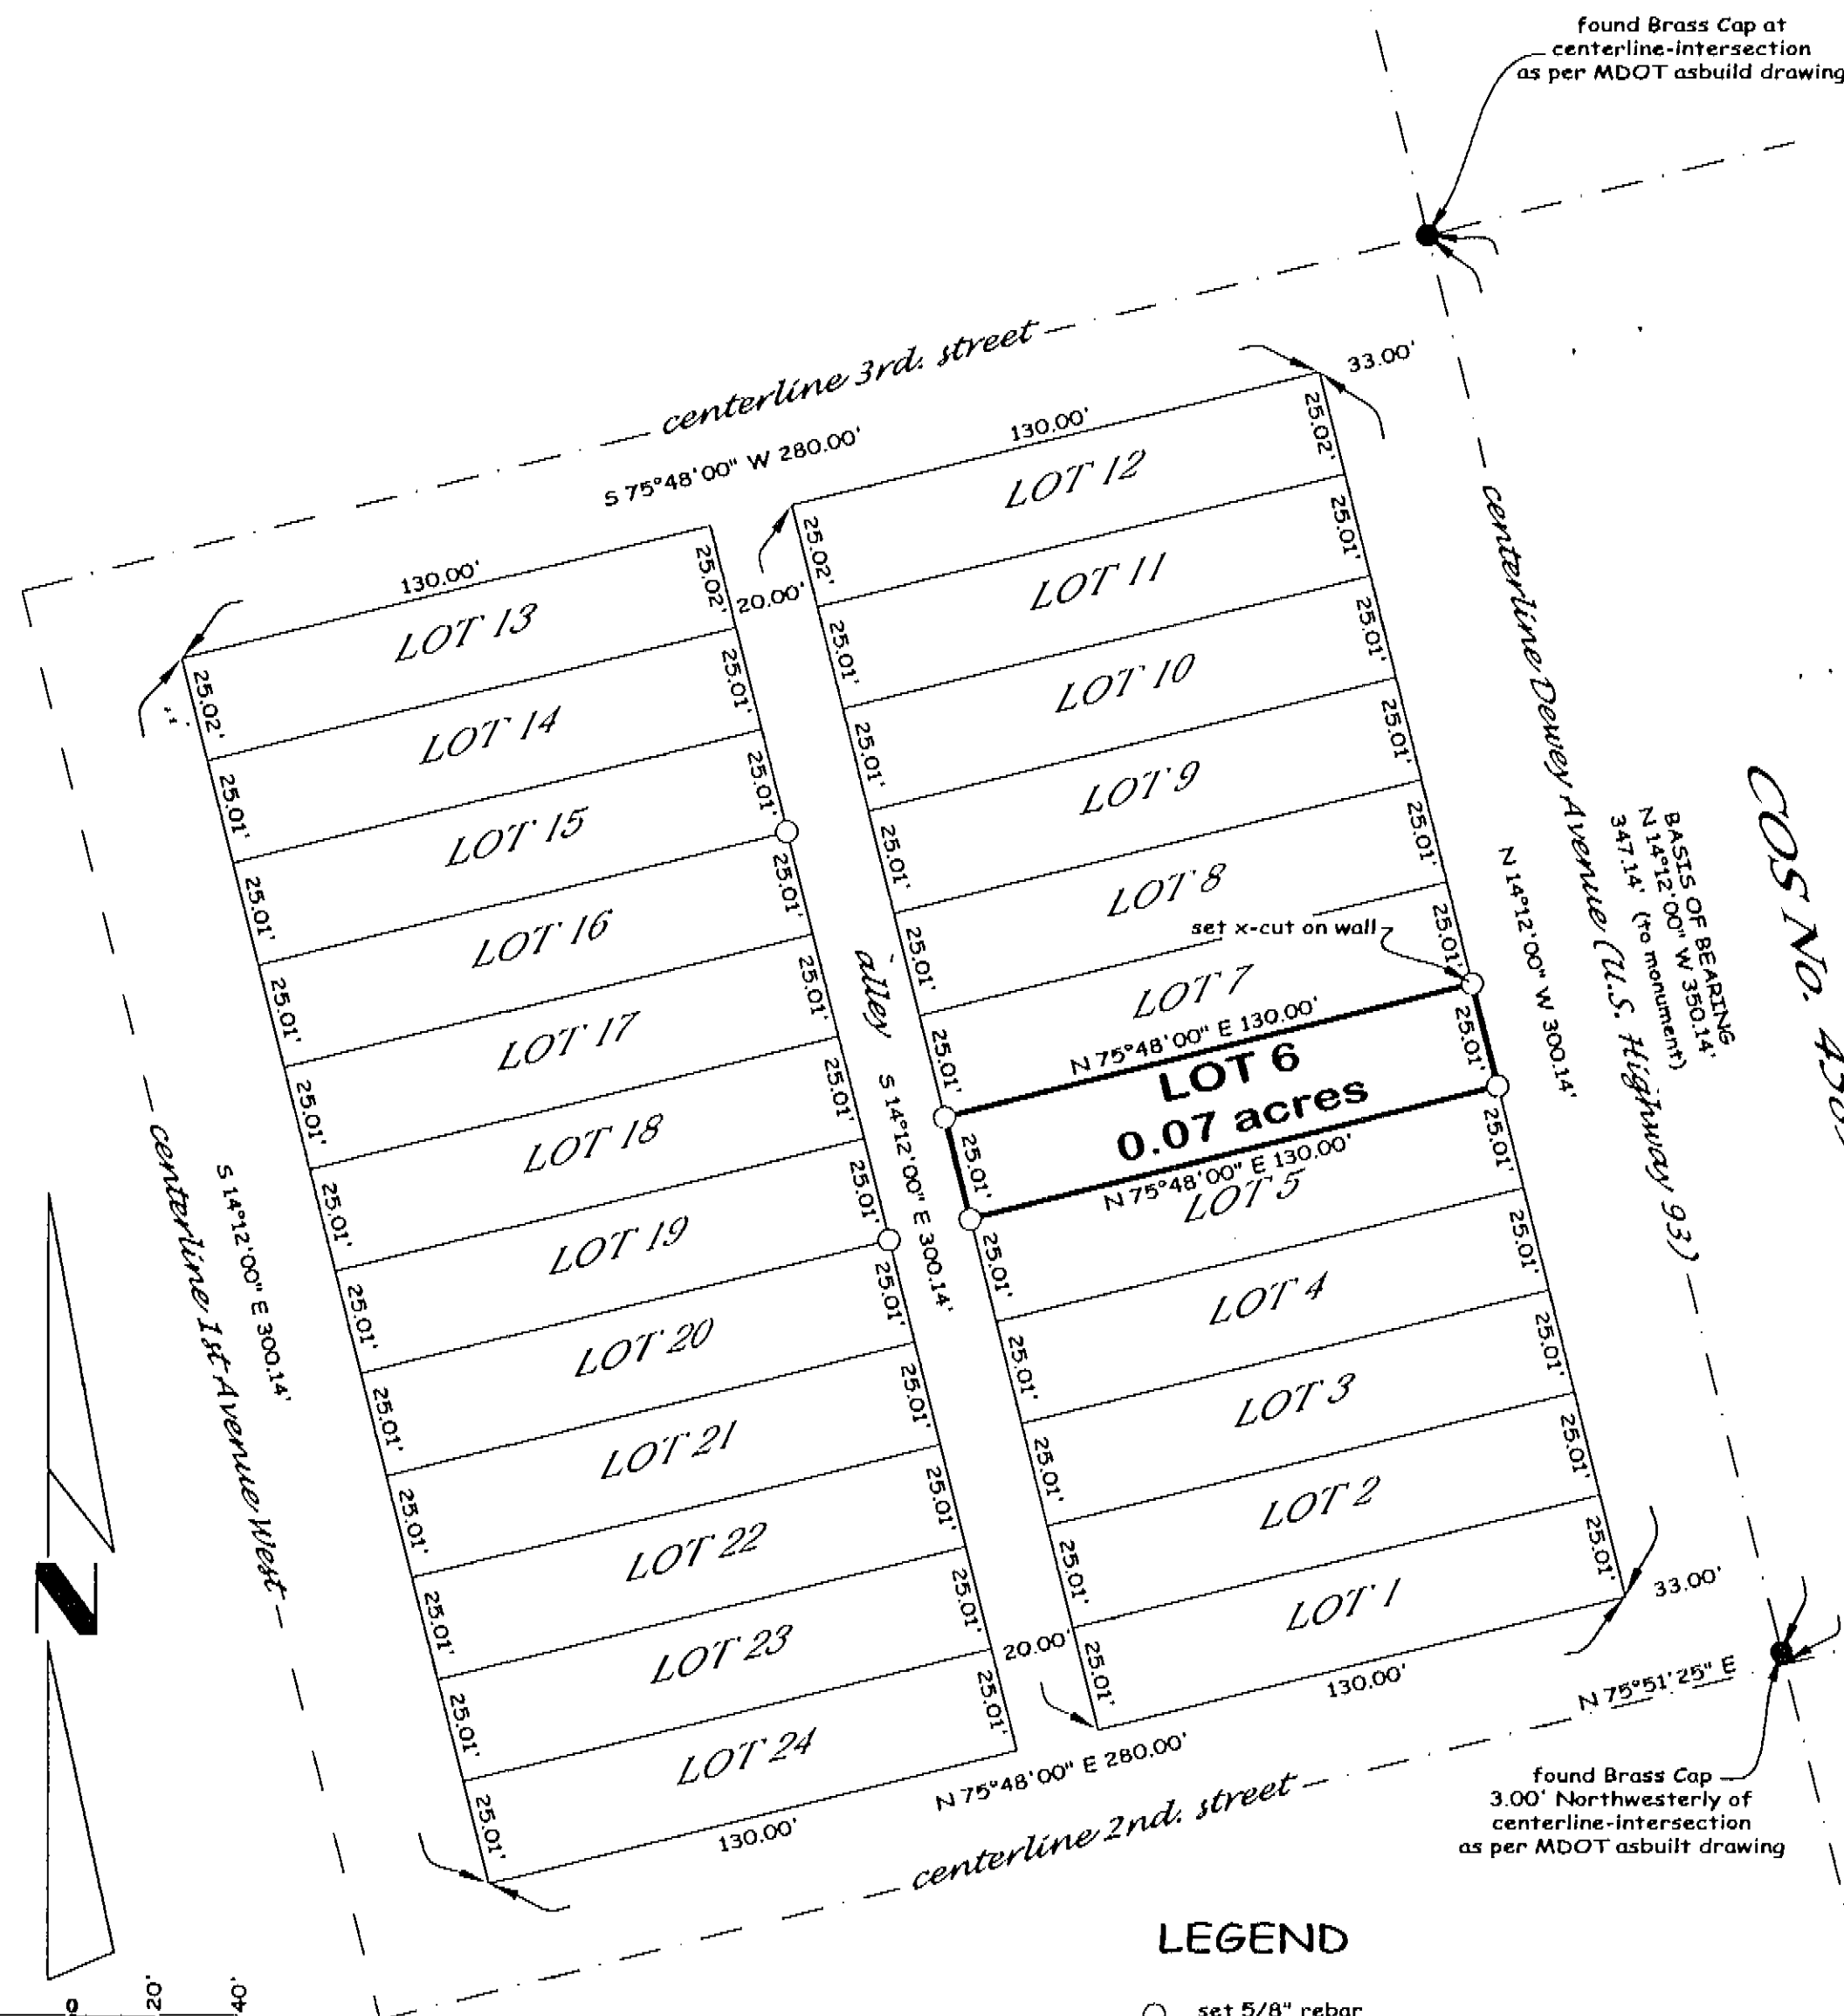 found Brass Cap at
centerline-intersection
as per MDOT asbuild drawing
centerline 3rd. street
S 75°48'00" W 280.00'
33.00'
130.00'
LOT 12
25.02'
25.02'
LOT 11
25.01'
25.01'
LOT 10
25.01'
25.01'
LOT 9
25.01'
25.01'
LOT 8
25.01'
25.01'
set x-cut on wall
LOT 7
25.01'
25.01'
N 75°48'00" E 130.00'
LOT 6
0.07 acres
25.01'
25.01'
N 75°48'00" E 130.00'
LOT 5
25.01'
25.01'
LOT 4
25.01'
25.01'
LOT 3
25.01'
25.01'
LOT 2
25.01'
25.01'
LOT 1
25.01'
25.01'
130.00'
33.00'
130.00'
20.00'
LOT 13
25.02'
25.02'
LOT 14
25.01'
25.01'
LOT 15
25.01'
25.01'
LOT 16
25.01'
25.01'
LOT 17
25.01'
25.01'
LOT 18
25.01'
25.01'
LOT 19
25.01'
25.01'
LOT 20
25.01'
25.01'
LOT 21
25.01'
25.01'
LOT 22
25.01'
25.01'
LOT 23
25.01'
25.01'
LOT 24
25.01'
25.01'
20.00'
130.00'
alley
S 14°12'00" E 300.14'
centerline 1st Avenue West
S 14°12'00" E 300.14'
centerline Dewey Avenue (U.S. Highway 93)
N 14°12'00" W 300.14'
BASIS OF BEARING
N 14°12'00" W 350.14'
347.14' (to monument)
COS No.
N 75°48'00" E 280.00'
centerline 2nd. street
N 75°51'25" E
found Brass Cap
3.00' Northwesterly of
centerline-intersection
as per MDOT asbuilt drawing
N
0 20' 40'
LEGEND
set 5/8" rebar